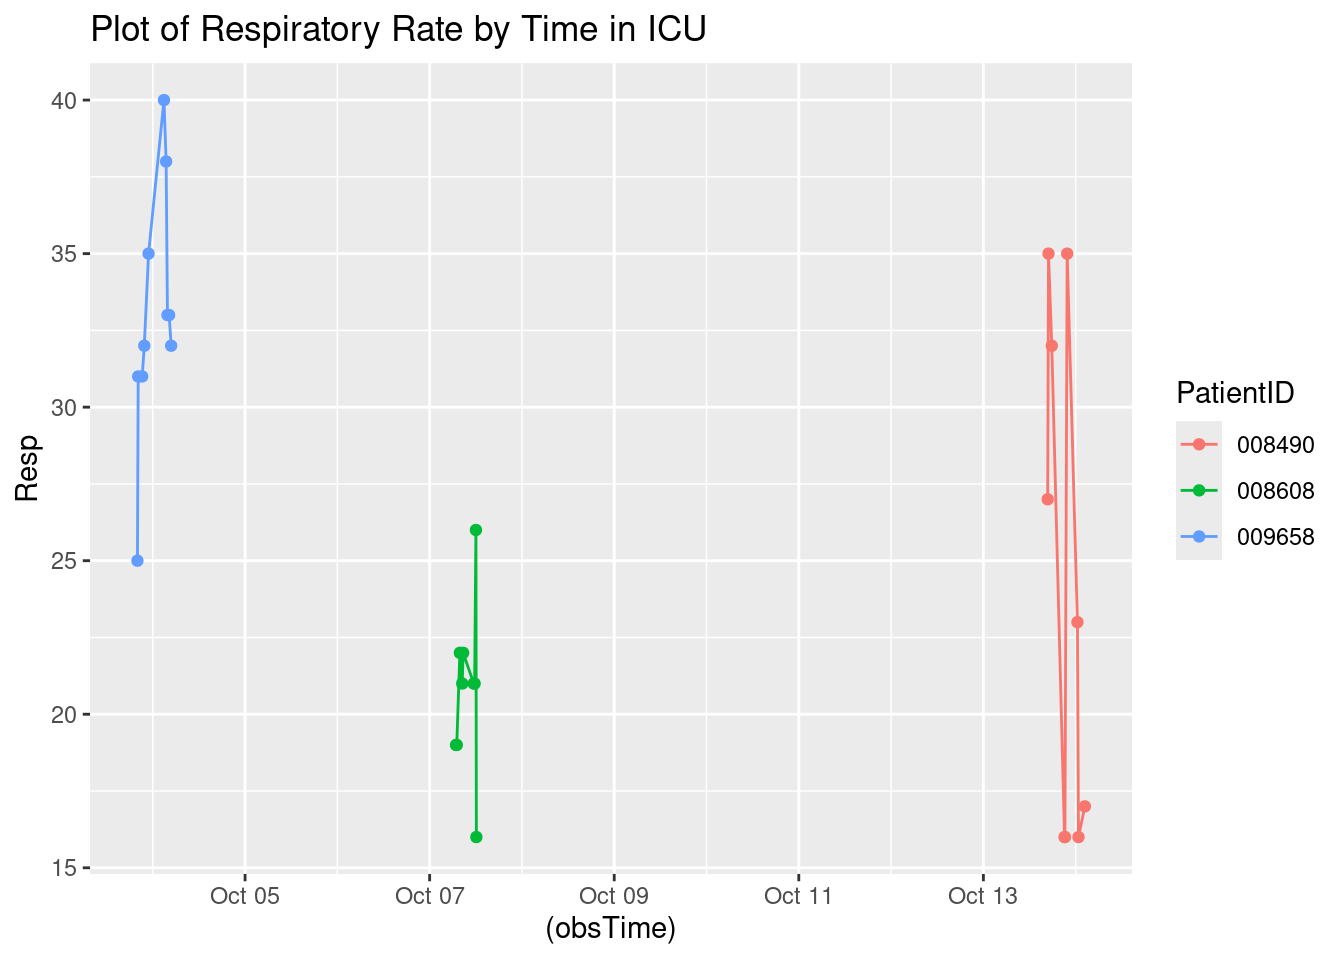 Plot of Respiratory Rate by Time in ICU
40
35
30
25
20
15
Resp
Oct 05 Oct 07 Oct 09 Oct 11 Oct 13
(obsTime)
PatientID
008490
008608
009658